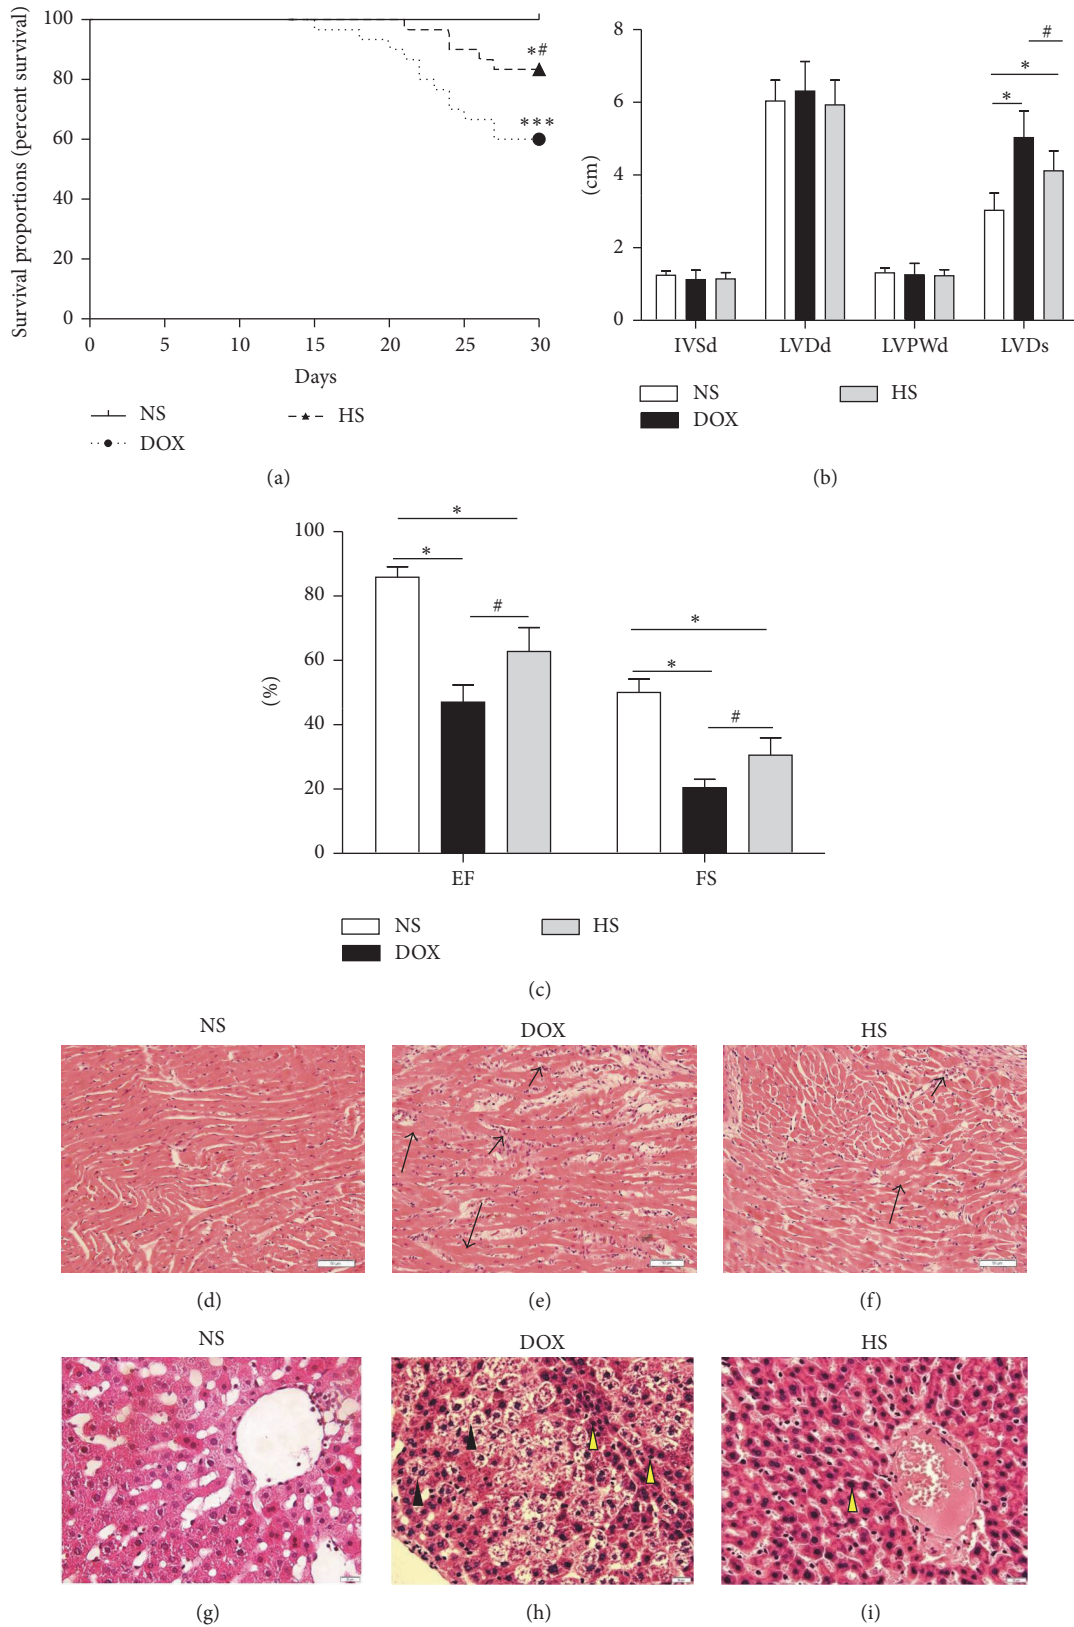 Survival proportions (percent survival)
100
80
60
40
20
0
*#
***
0 5 10 15 20 25 30
Days
NS HS
DOX
(a)
(cm)
8
6
4
2
0
#
*
*
IVSd LVDd LVPWd LVDs
NS HS
DOX
(b)
(%)
100
80
60
40
20
0
*
*
#
*
*
#
EF FS
NS HS
DOX
(c)
NS DOX HS
(d) (e) (f)
NS DOX HS
(g) (h) (i)